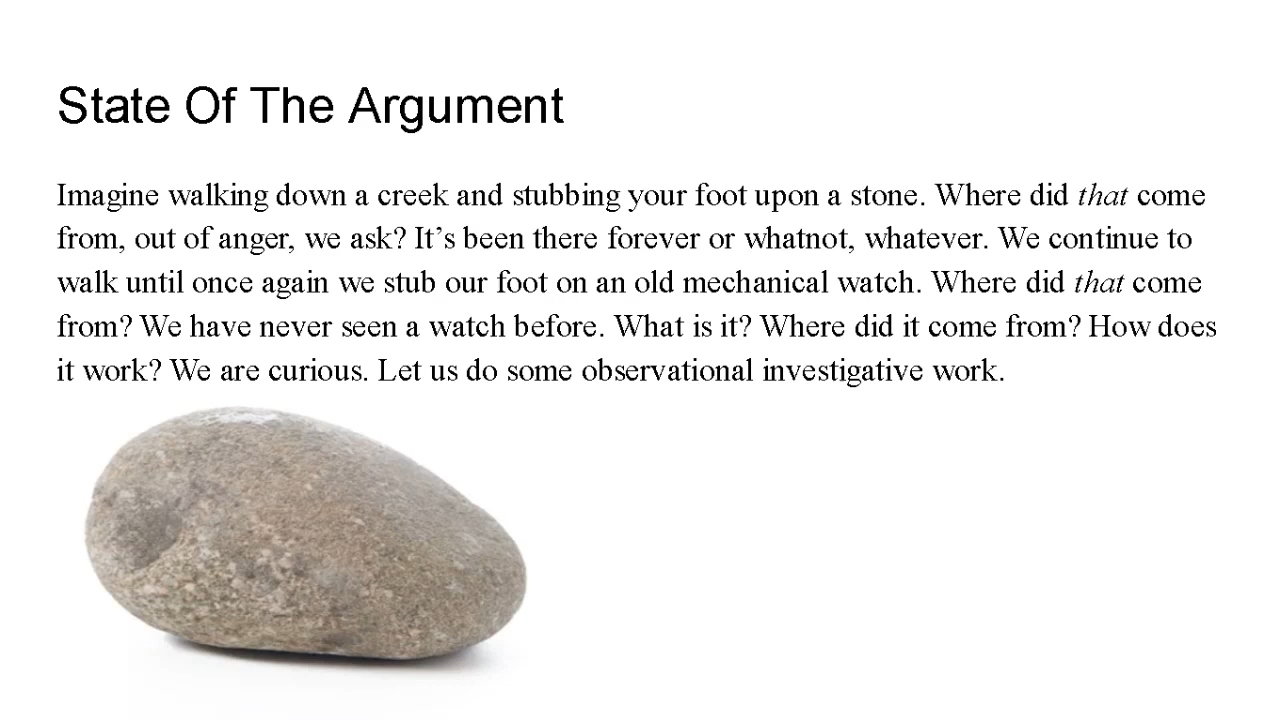 State Of The Argument
Imagine walking down a creek and stubbing your foot upon a stone. Where did that come
from, out of anger, we ask? It’s been there forever or whatnot, whatever. We continue to
walk until once again we stub our foot on an old mechanical watch. Where did that come
from? We have never seen a watch before. What is it? Where did it come from? How does
it work? We are curious. Let us do some observational investigative work.